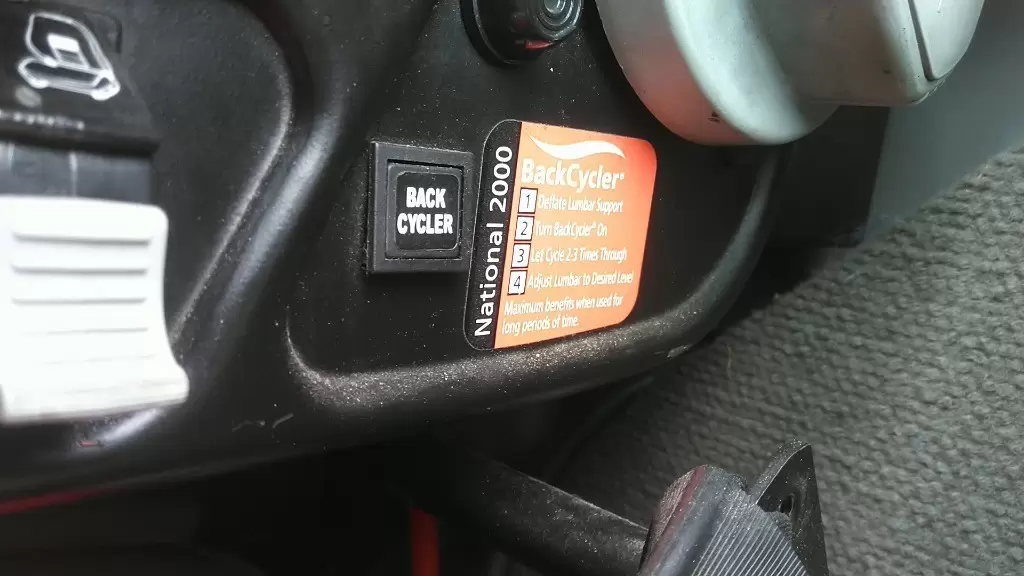 BACK
CYCLER
National 2000
BackCycler®
1 Deflate Lumbar Support
2 Turn BackCycler® On
3 Let Cycle 2-3 Times Through
4 Adjust Lumbar to Desired Level
Maximum benefits when used for
long periods of time.